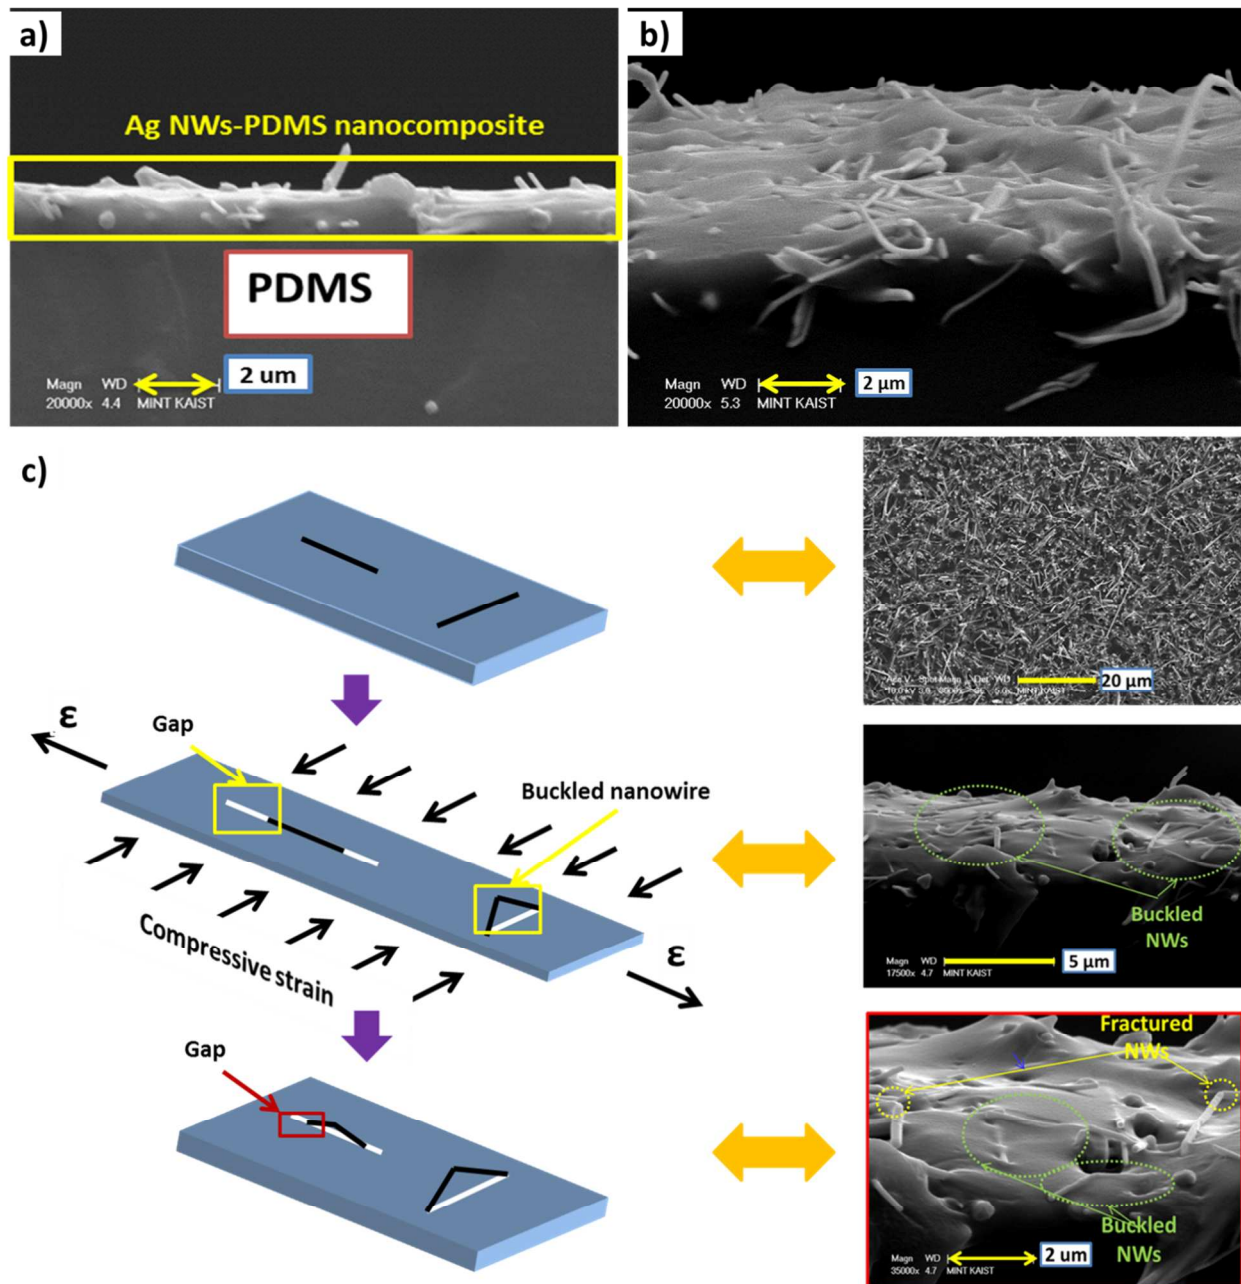 a)
Ag NWs-PDMS nanocomposite
PDMS
2 um
Magn WD
20000x 4.4 MINT KAIST
b)
2 µm
Magn WD
20000x 5.3 MINT KAIST
c)
20 µm
MINT KAIST
ε
Gap
Buckled nanowire
Compressive strain
ε
Buckled
NWs
5 µm
Magn WD
17500x 4.7 MINT KAIST
Gap
Fractured
NWs
Buckled
NWs
2 um
Magn WD
35000x 4.7 MINT KAIST